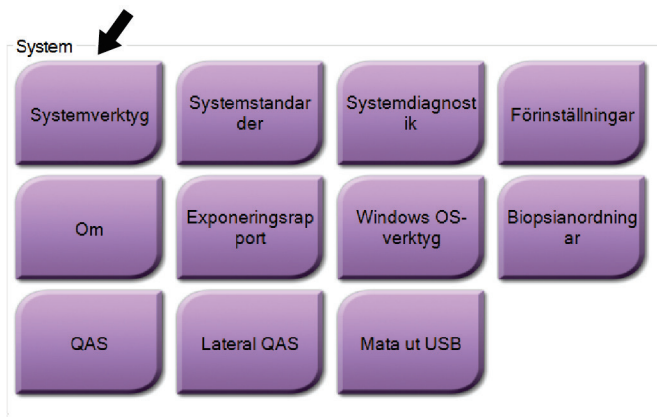 System
Systemverktyg
Systemstandar
der
Systemdiagnost
ik
Förinställningar
Om
Exponeringsrap
port
Windows OS-
verktyg
Biopsianordning
ar
QAS
Lateral QAS
Mata ut USB